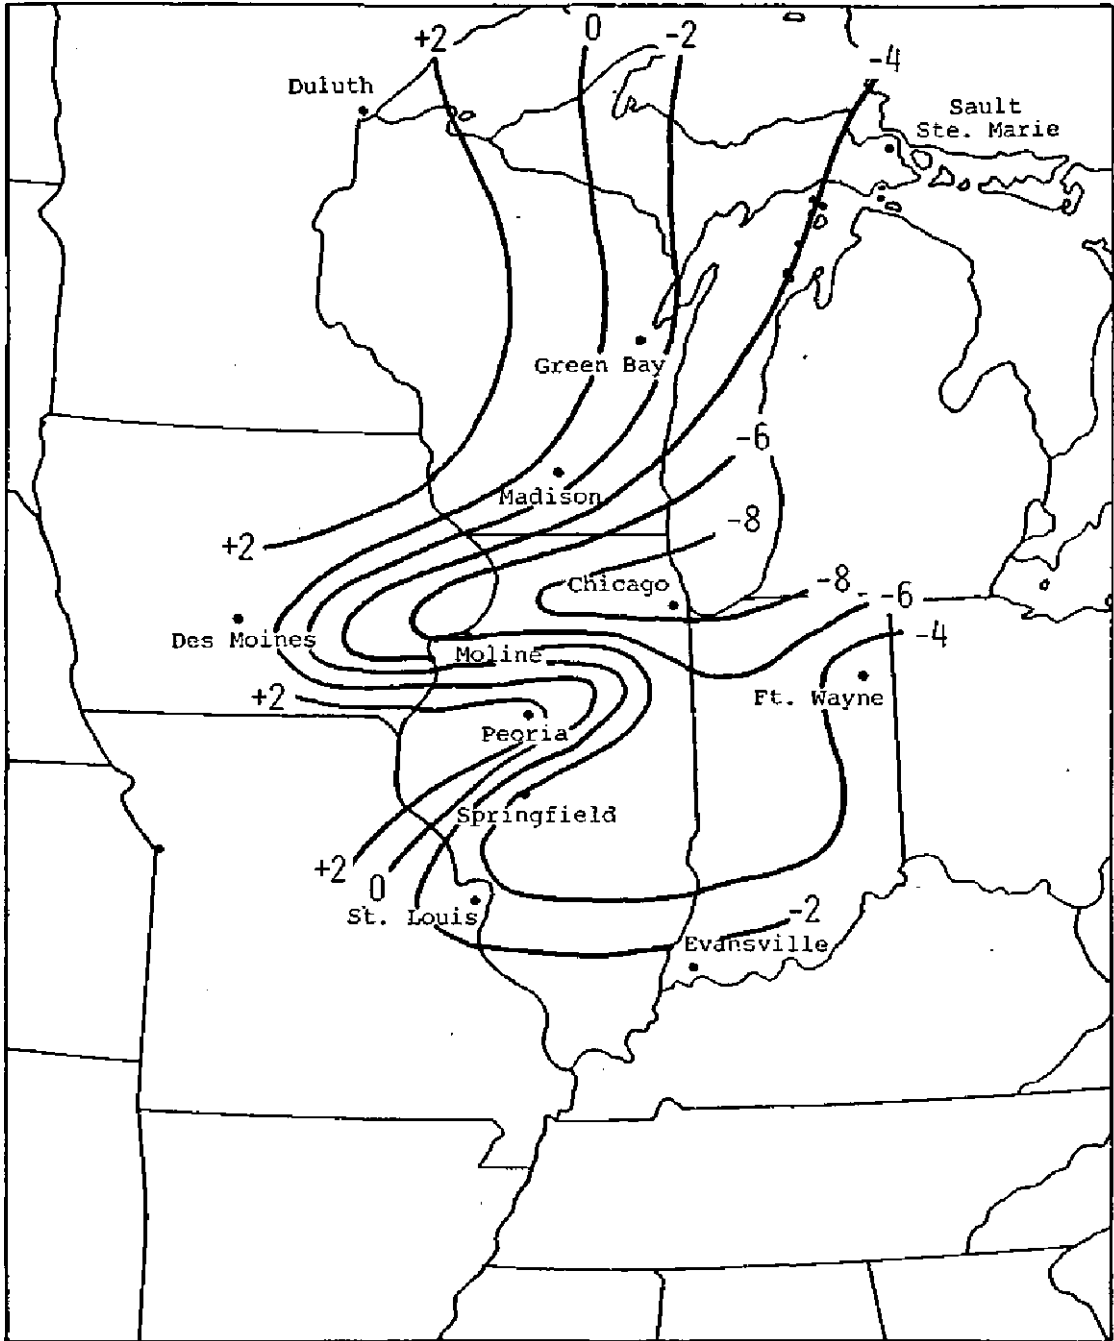 +2
0
-2
-4
Duluth
Sault
Ste. Marie
Green Bay
-6
Madison
-8
+2
Chicago
-8
-6
Des Moines
-4
Moline
+2
Ft. Wayne
Peoria
Springfield
+2
0
St. Louis
-2
Evansville